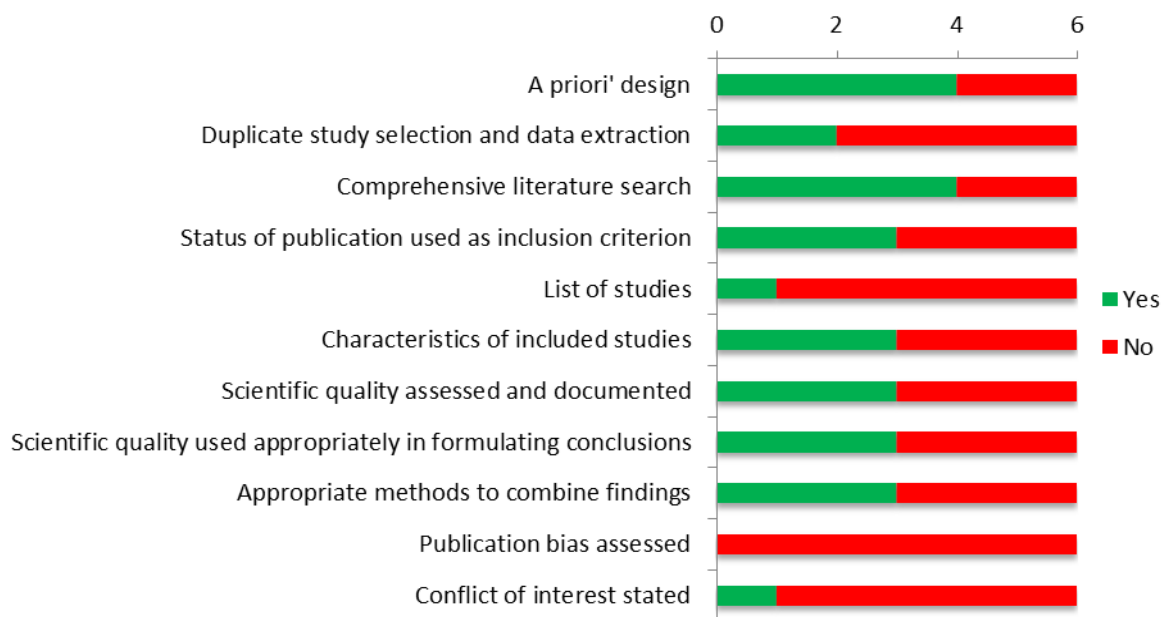 0 2 4 6
A priori' design
Duplicate study selection and data extraction
Comprehensive literature search
Status of publication used as inclusion criterion
List of studies
Characteristics of included studies
Scientific quality assessed and documented
Scientific quality used appropriately in formulating conclusions
Appropriate methods to combine findings
Publication bias assessed
Conflict of interest stated
Yes
No